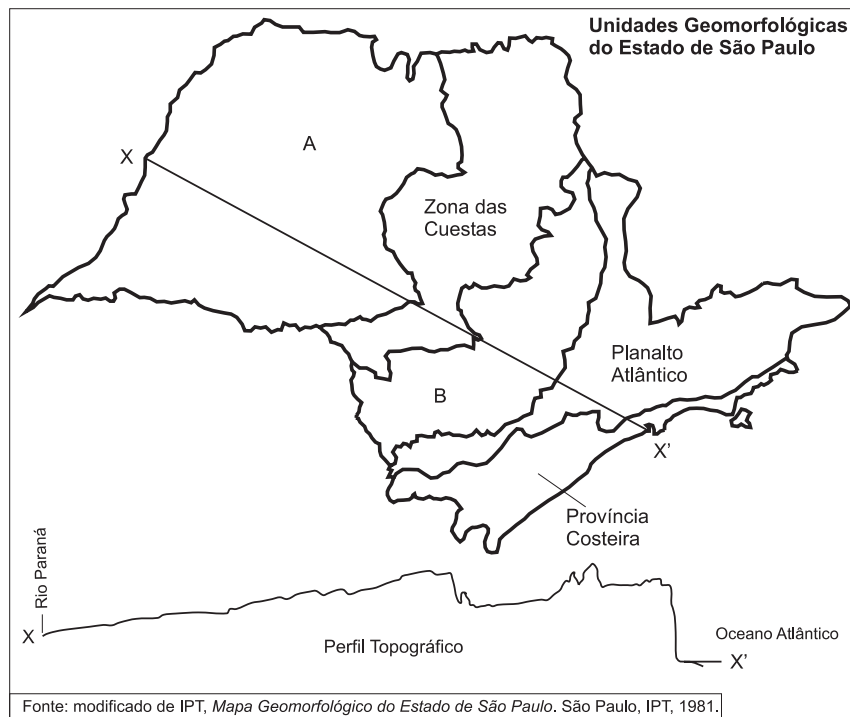 Unidades Geomorfológicas
do Estado de São Paulo
A
X
Zona das
Cuestas
Planalto
Atlântico
B
X'
Província
Costeira
Rio Paraná
X
Perfil Topográfico
Oceano Atlântico
X'
Fonte: modificado de IPT, Mapa Geomorfológico do Estado de São Paulo. São Paulo, IPT, 1981.